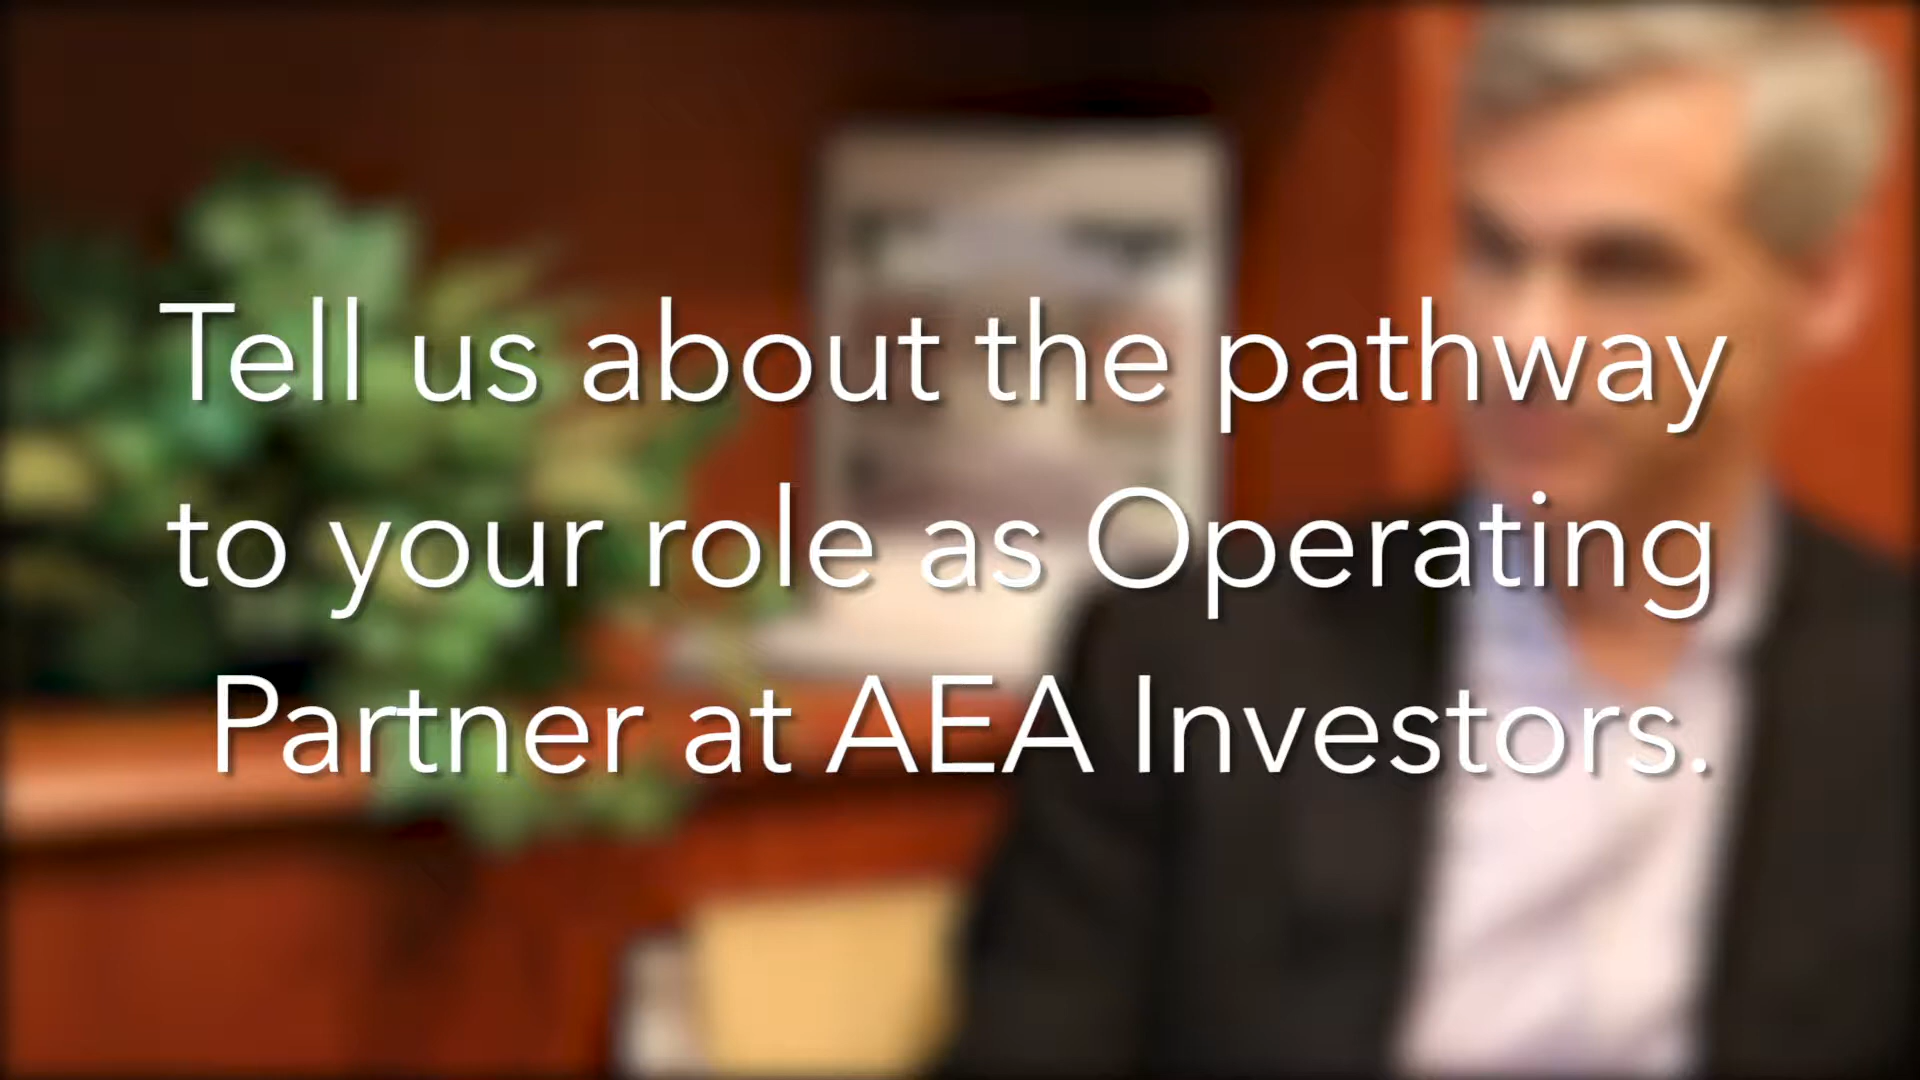 Tell us about the pathway
to your role as Operating
Partner at AEA Investors.